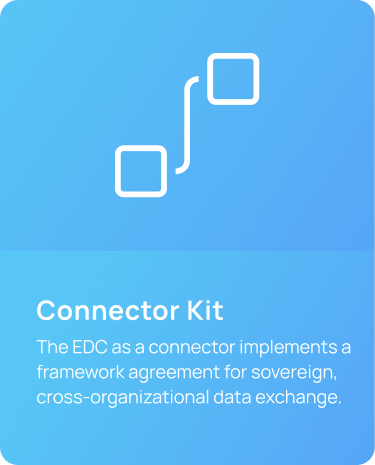 Connector Kit
The EDC as a connector implements a
framework agreement for sovereign,
cross-organizational data exchange.